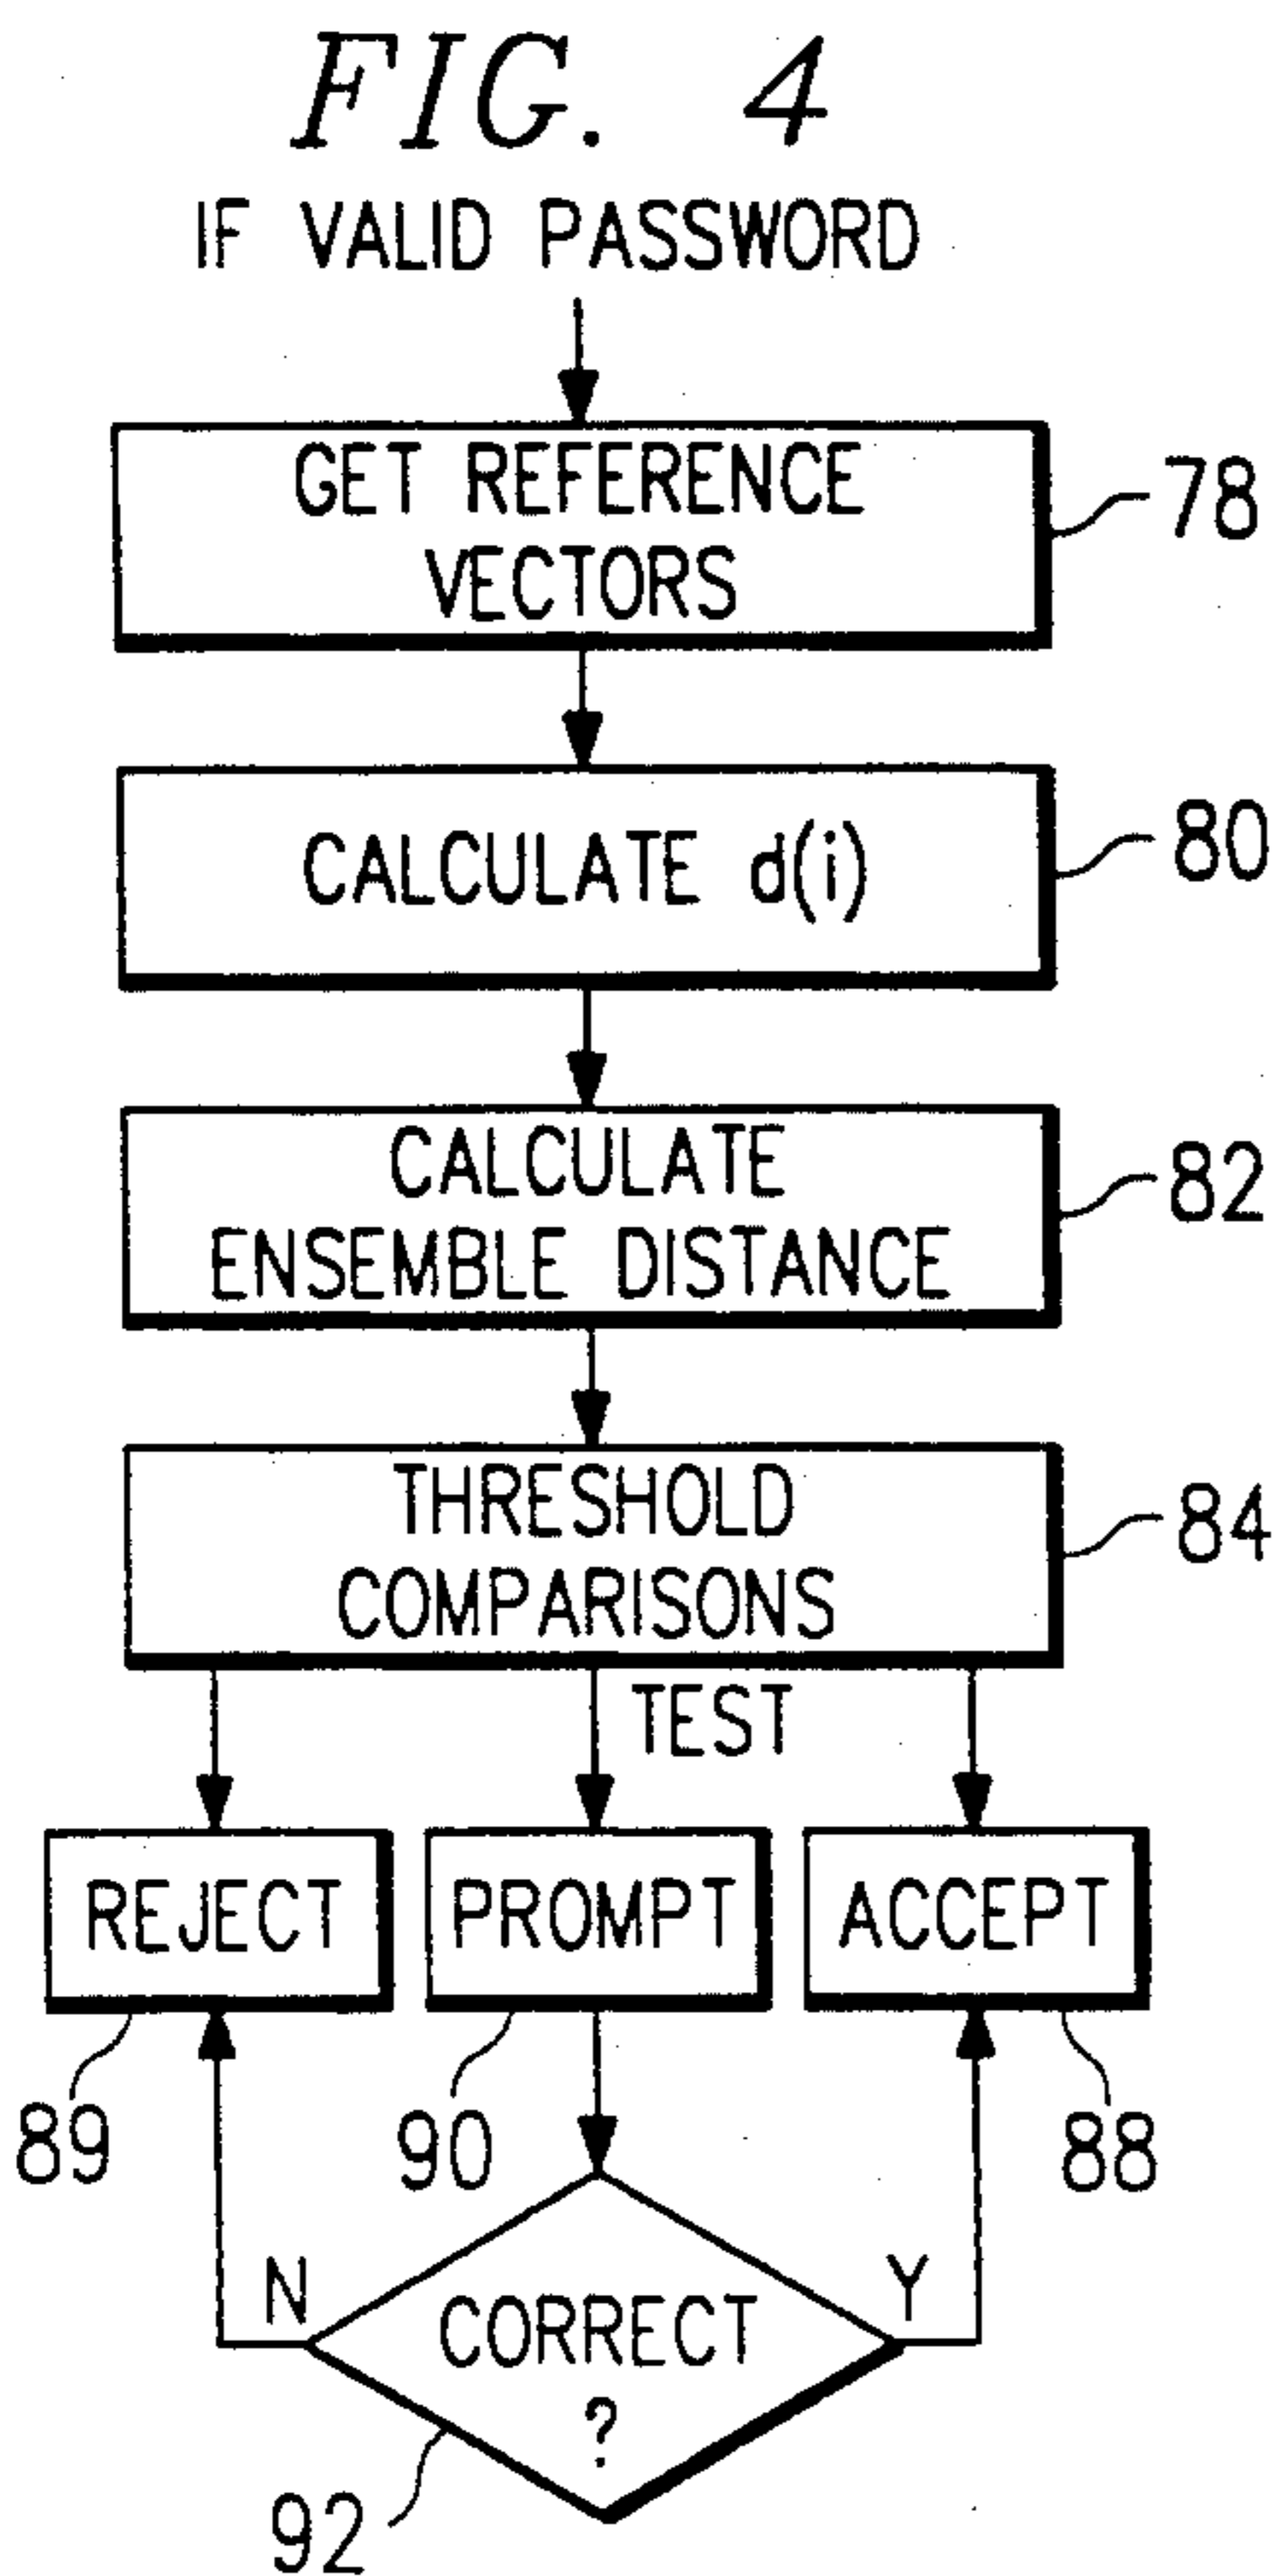 FIG. 4
IF VALID PASSWORD
GET REFERENCE
VECTORS
78
CALCULATE d(i)
80
CALCULATE
ENSEMBLE DISTANCE
82
THRESHOLD
COMPARISONS
84
TEST
REJECT
PROMPT
ACCEPT
89
90
88
N
Y
CORRECT
?
92